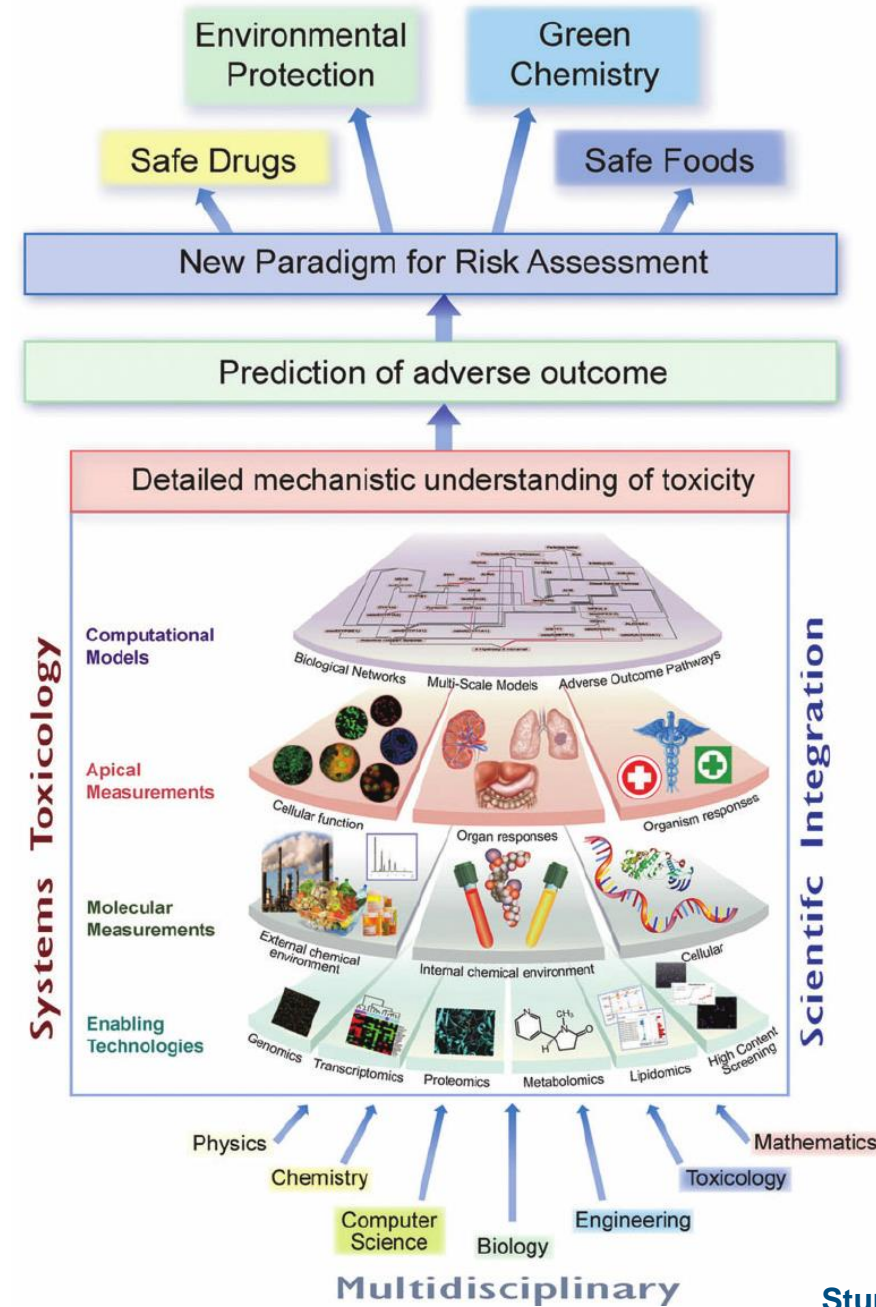 Environmental
Protection
Green
Chemistry
Safe Drugs
Safe Foods
New Paradigm for Risk Assessment
Prediction of adverse outcome
Detailed mechanistic understanding of toxicity
Systems Toxicology
Scientifc Integration
Computational
Models
Biological Networks
Multi-Scale Models
Adverse Outcome Pathways
Apical
Measurements
Cellular function
Organ responses
Organism responses
Molecular
Measurements
External chemical
environment
Internal chemical environment
Cellular
Enabling
Technologies
Genomics
Transcriptomics
Proteomics
CH₃
N
N
O
H
Metabolomics
Lipidomics
High Content
Screening
Physics
Chemistry
Computer
Science
Biology
Engineering
Toxicology
Mathematics
Multidisciplinary